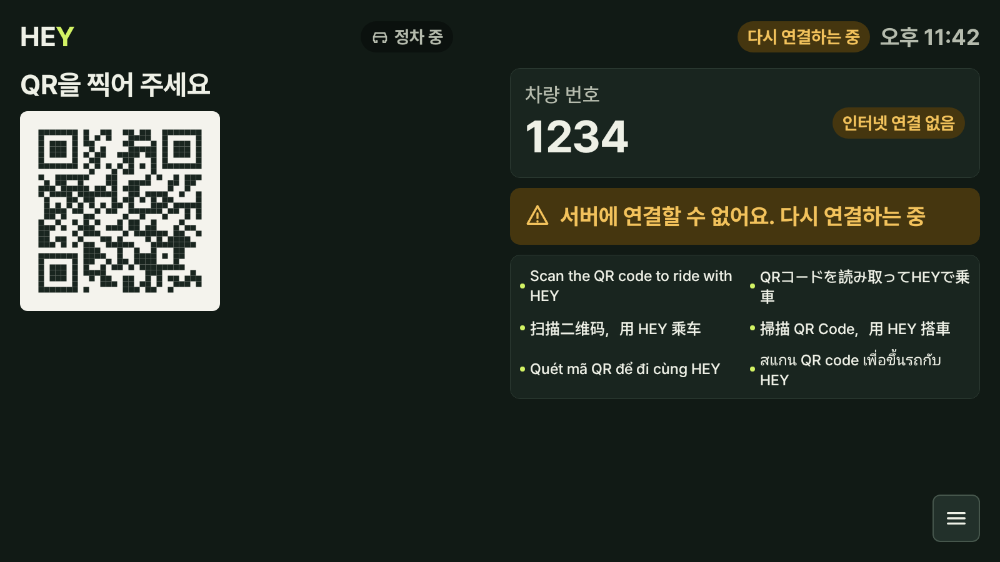 HEY
정차 중
다시 연결하는 중
오후 11:42
QR을 찍어 주세요
차량 번호
1234
인터넷 연결 없음
서버에 연결할 수 없어요. 다시 연결하는 중
Scan the QR code to ride with
HEY
QRコードを読み取ってHEYで乗
車
扫描二维码，用 HEY 乘车
掃描 QR Code，用 HEY 搭車
Quét mã QR để đi cùng HEY
สแกน QR code เพื่อขึ้นรถกับ
HEY